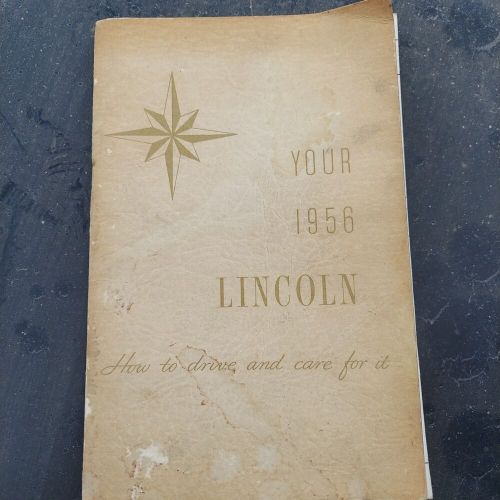 YOUR
1956
LINCOLN
How to drive and care for it